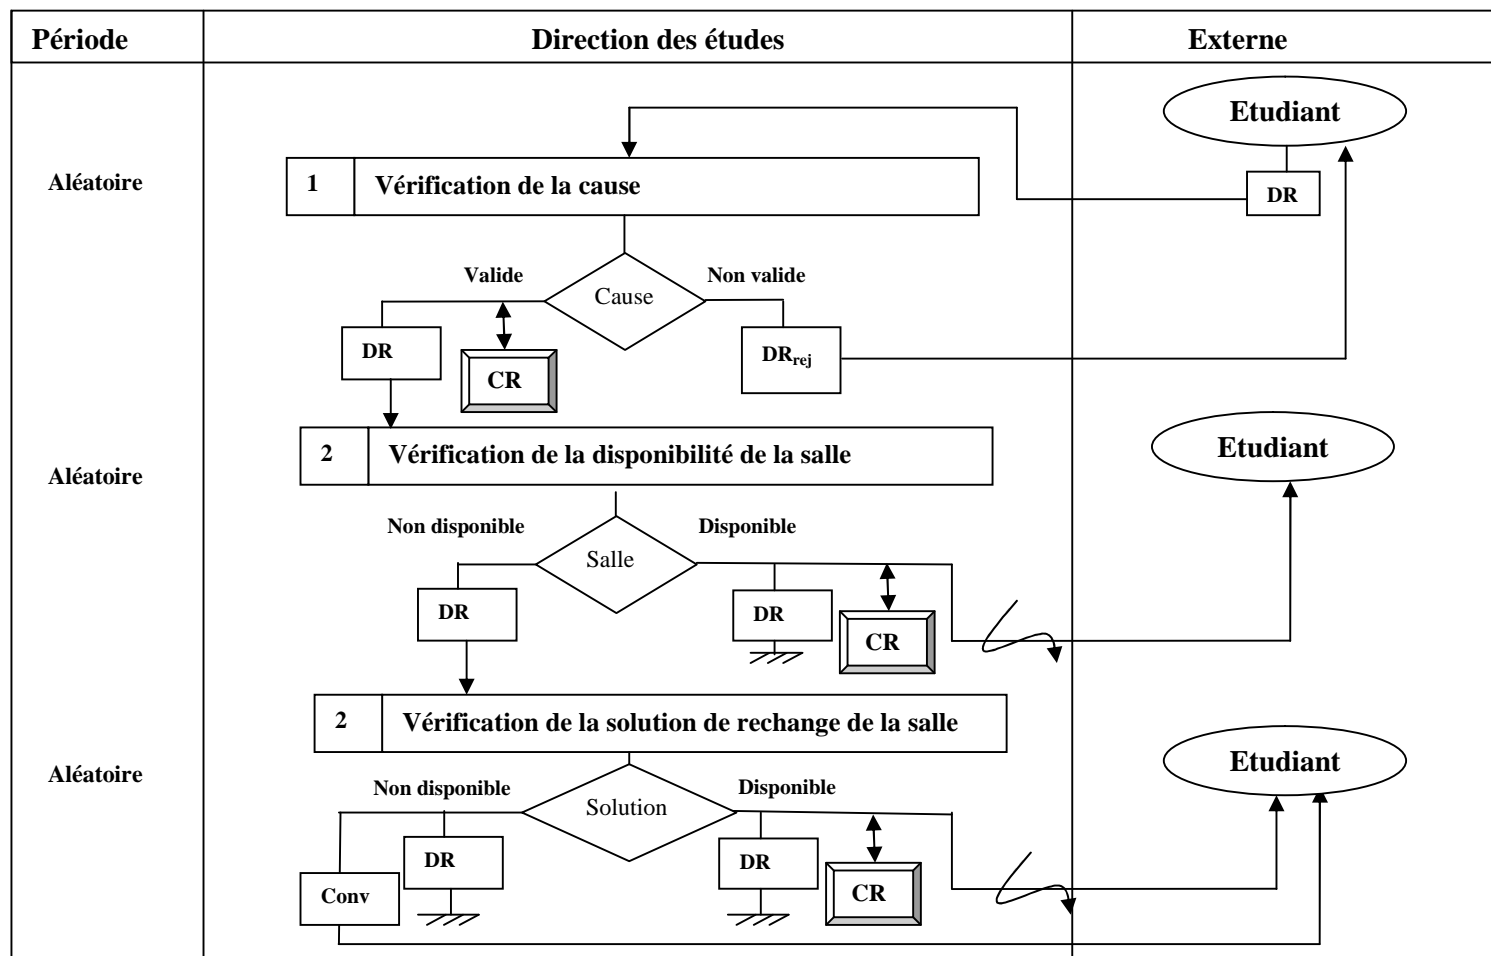 Période
Direction des études
Externe
Etudiant
Aléatoire
1
Vérification de la cause
DR
Valide
Non valide
Cause
DR
CR
DRrej
2
Vérification de la disponibilité de la salle
Etudiant
Aléatoire
Non disponible
Disponible
Salle
DR
DR
CR
2
Vérification de la solution de rechange de la salle
Etudiant
Aléatoire
Non disponible
Disponible
Solution
DR
DR
Conv
CR